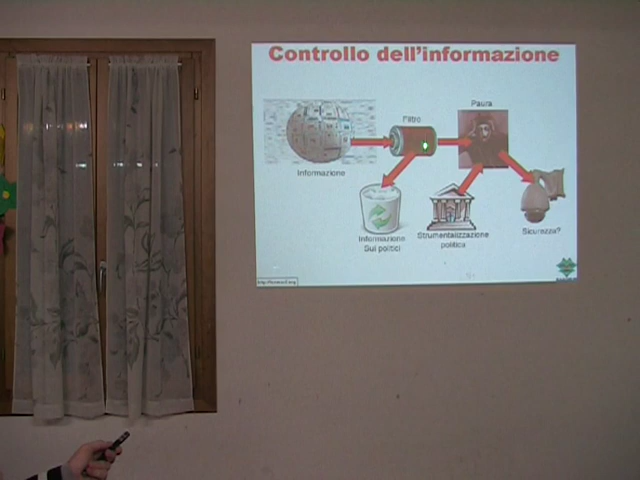 Controllo dell'informazione
Paura
Filtro
Informazione
Informazione
Sui politici
Strumentalizzazione
politica
Sicurezza?